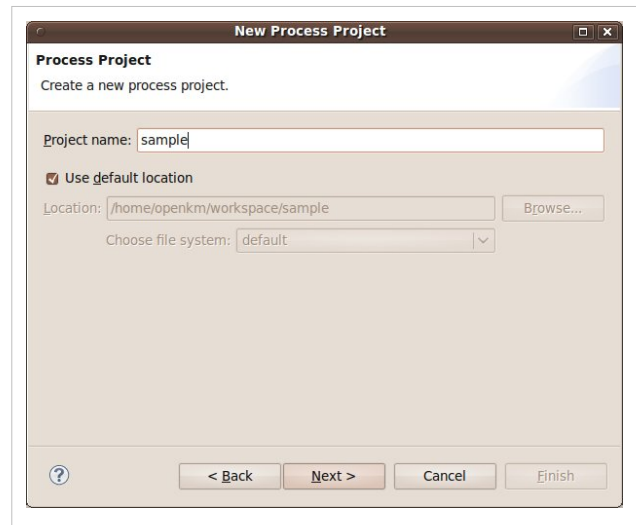 New Process Project
Process Project
Create a new process project.
Project name: sample
Use default location
Location: /home/openkm/workspace/sample Browse...
Choose file system: default
< Back Next > Cancel Finish